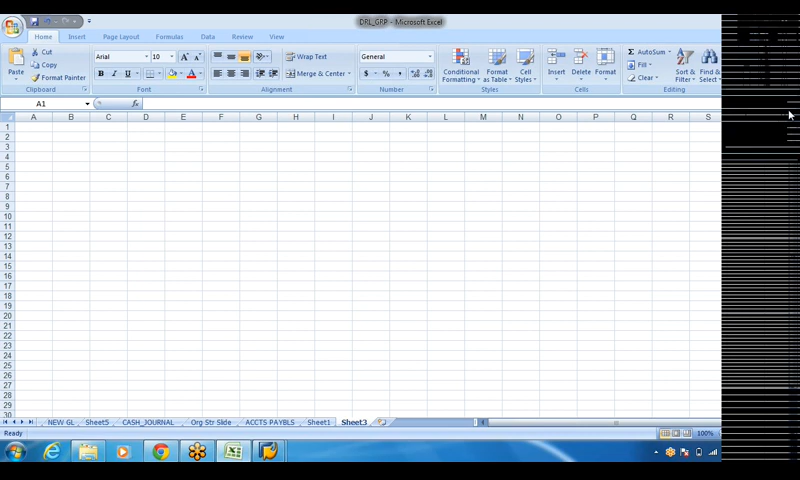 DRL_GRP - Microsoft Excel
Home Insert Page Layout Formulas Data Review View
Cut
Copy
Format Painter
Paste
Arial 10
B I U
Wrap Text
Merge & Center
General
$ % ,
Conditional Formatting
Format as Table
Cell Styles
Insert Delete Format
AutoSum
Fill
Clear
Sort & Filter
Find & Select
Clipboard Font Alignment Number Styles Cells Editing
A1 fx
A B C D E F G H I J K L M N O P Q R S
1
2
3
4
5
6
7
8
9
10
11
12
13
14
15
16
17
18
19
20
21
22
23
24
25
26
27
28
29
30
NEW GL Sheet5 CASH_JOURNAL Org Str Slide ACCTS PAYBLS Sheet1 Sheet3
Ready 100%